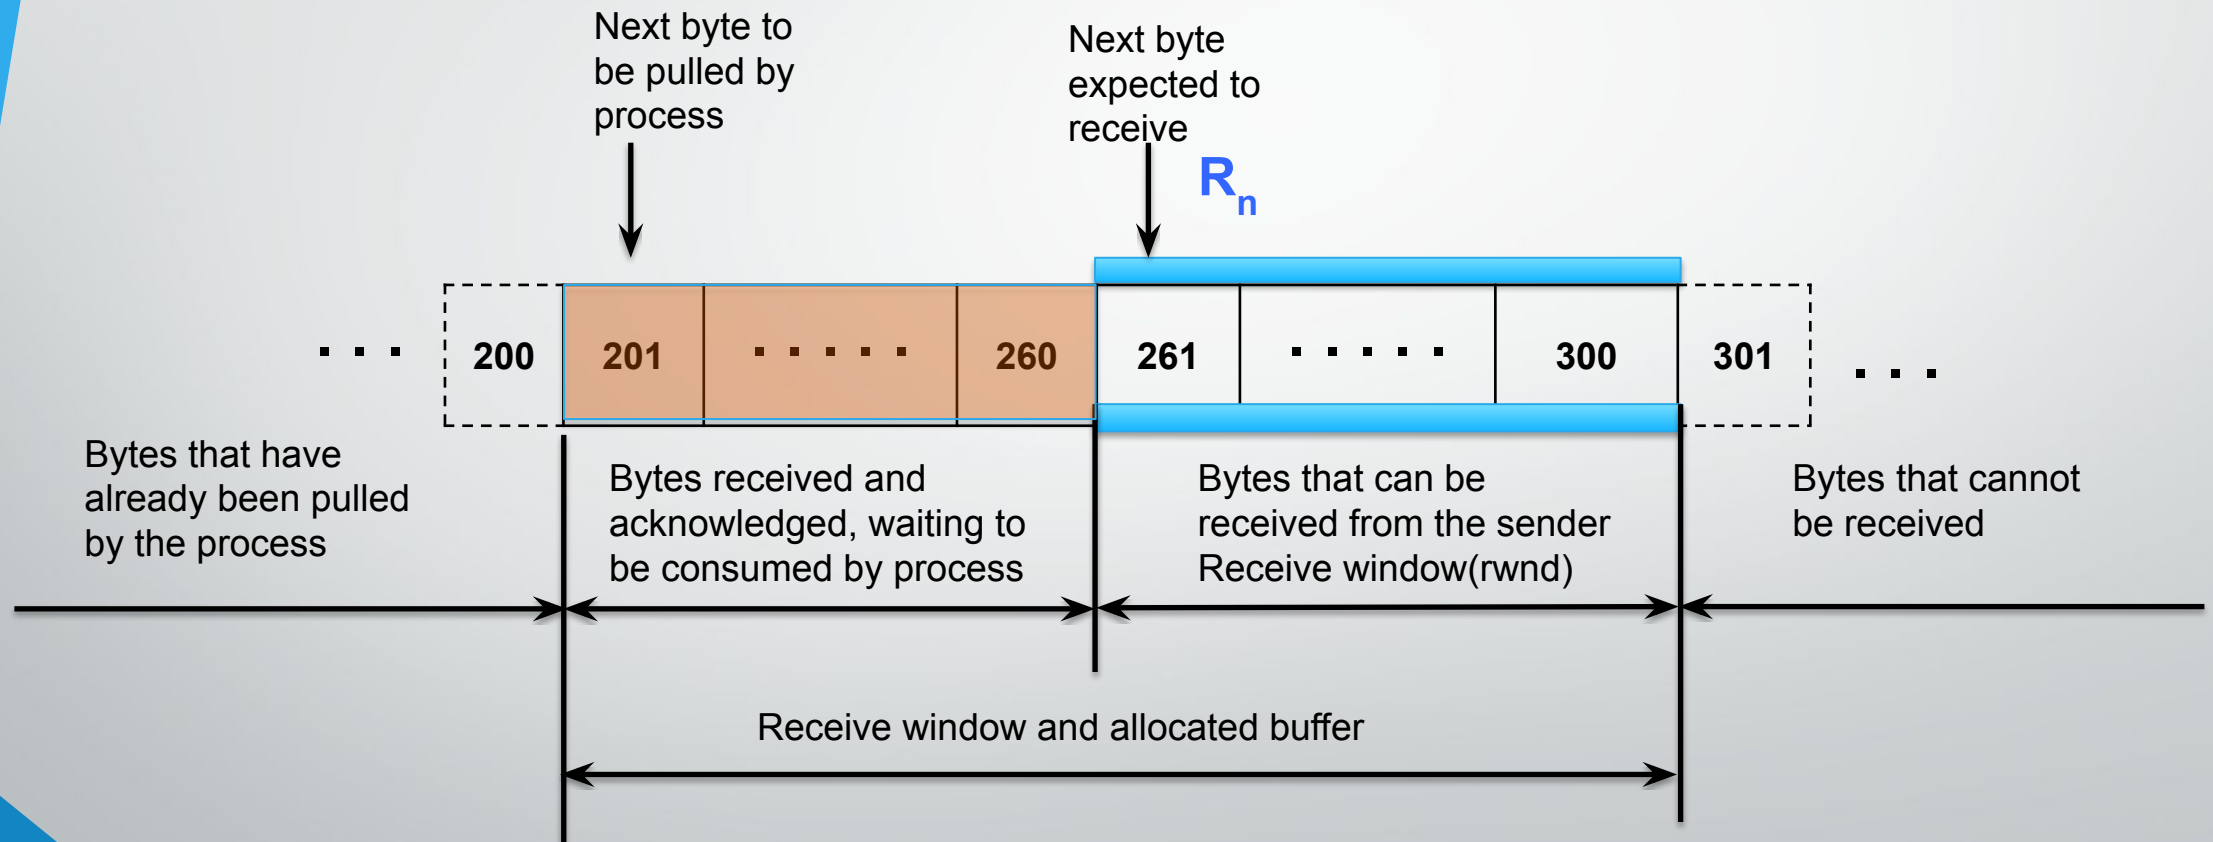 Next byte to
be pulled by
process
Next byte
expected to
receive
Rn
. . .
200
201
. . . . .
260
261
. . . . .
300
301
. . .
Bytes that have
already been pulled
by the process
Bytes received and
acknowledged, waiting to
be consumed by process
Bytes that can be
received from the sender
Receive window(rwnd)
Bytes that cannot
be received
Receive window and allocated buffer